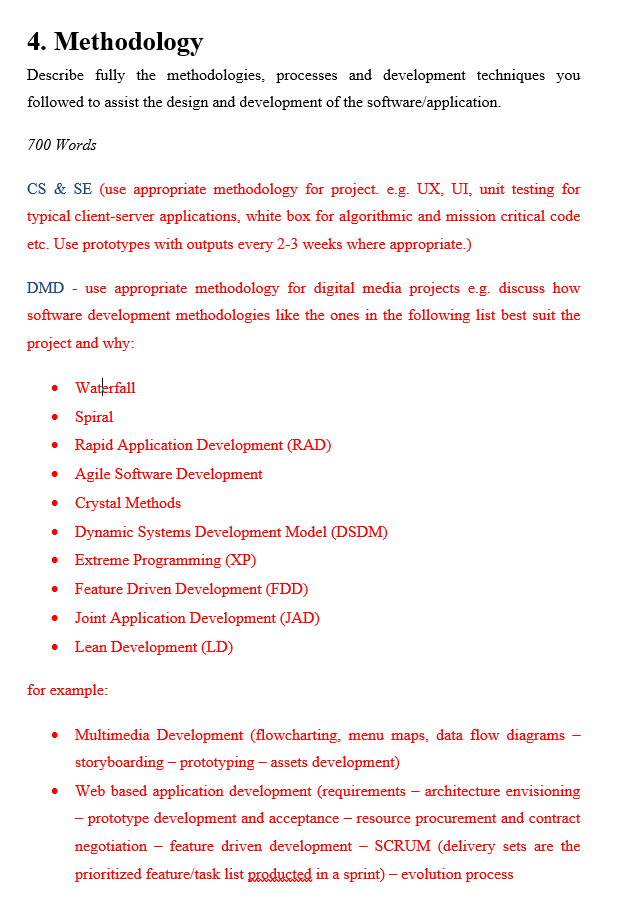 4. Methodology
Describe fully the methodologies, processes and development techniques you
followed to assist the design and development of the software/application.
700 Words
CS & SE (use appropriate methodology for project. e.g. UX, UI, unit testing for
typical client-server applications, white box for algorithmic and mission critical code
etc. Use prototypes with outputs every 2-3 weeks where appropriate.)
DMD - use appropriate methodology for digital media projects e.g. discuss how
software development methodologies like the ones in the following list best suit the
project and why:
• Waterfall
• Spiral
• Rapid Application Development (RAD)
• Agile Software Development
• Crystal Methods
• Dynamic Systems Development Model (DSDM)
• Extreme Programming (XP)
• Feature Driven Development (FDD)
• Joint Application Development (JAD)
• Lean Development (LD)
for example:
• Multimedia Development (flowcharting, menu maps, data flow diagrams –
storyboarding – prototyping – assets development)
• Web based application development (requirements – architecture envisioning
– prototype development and acceptance – resource procurement and contract
negotiation – feature driven development – SCRUM (delivery sets are the
prioritized feature/task list producted in a sprint) – evolution process